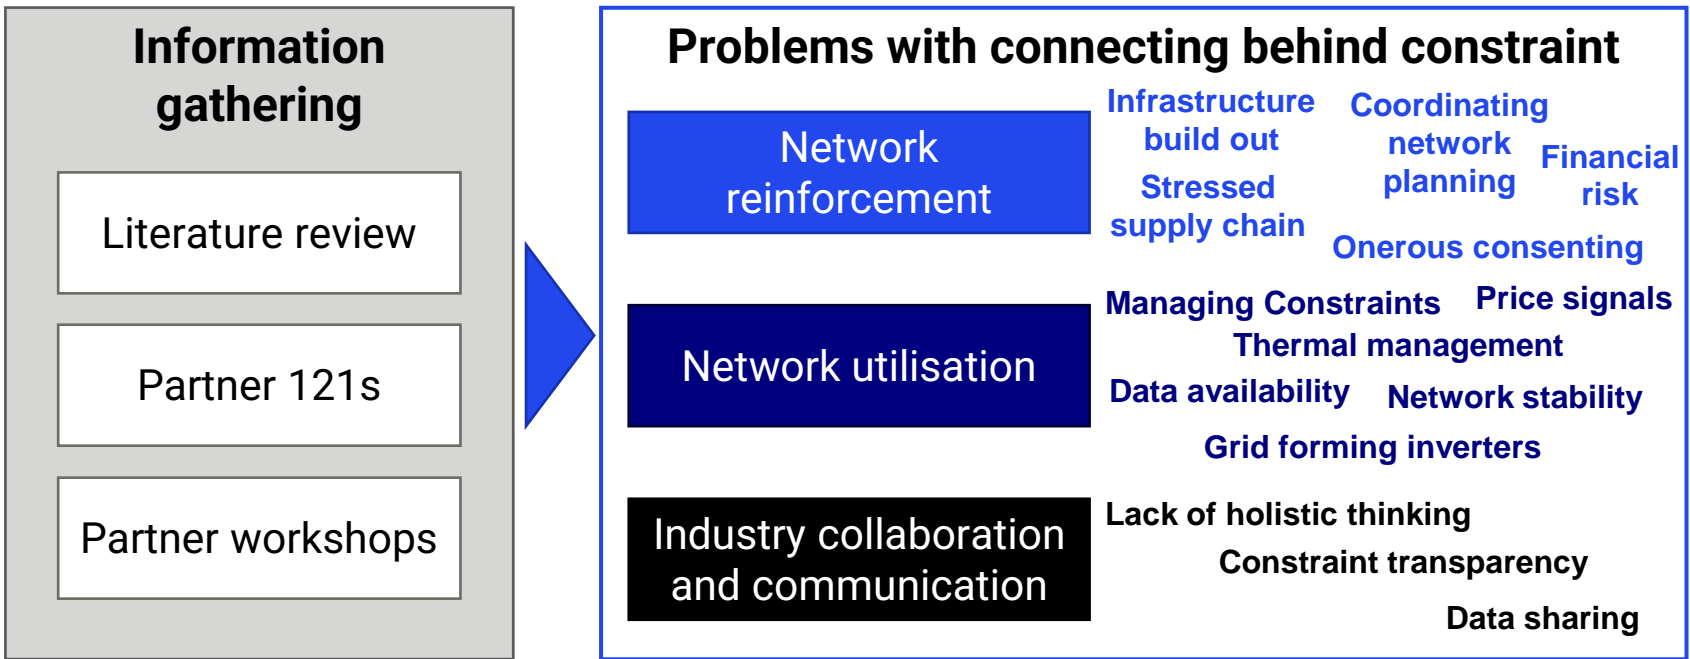 Information
gathering
Literature review
Partner 121s
Partner workshops
Problems with connecting behind constraint
Network
reinforcement
Infrastructure
build out
Coordinating
network
planning
Financial
risk
Stressed
supply chain
Onerous consenting
Network utilisation
Managing Constraints
Price signals
Thermal management
Data availability
Network stability
Grid forming inverters
Industry collaboration
and communication
Lack of holistic thinking
Constraint transparency
Data sharing